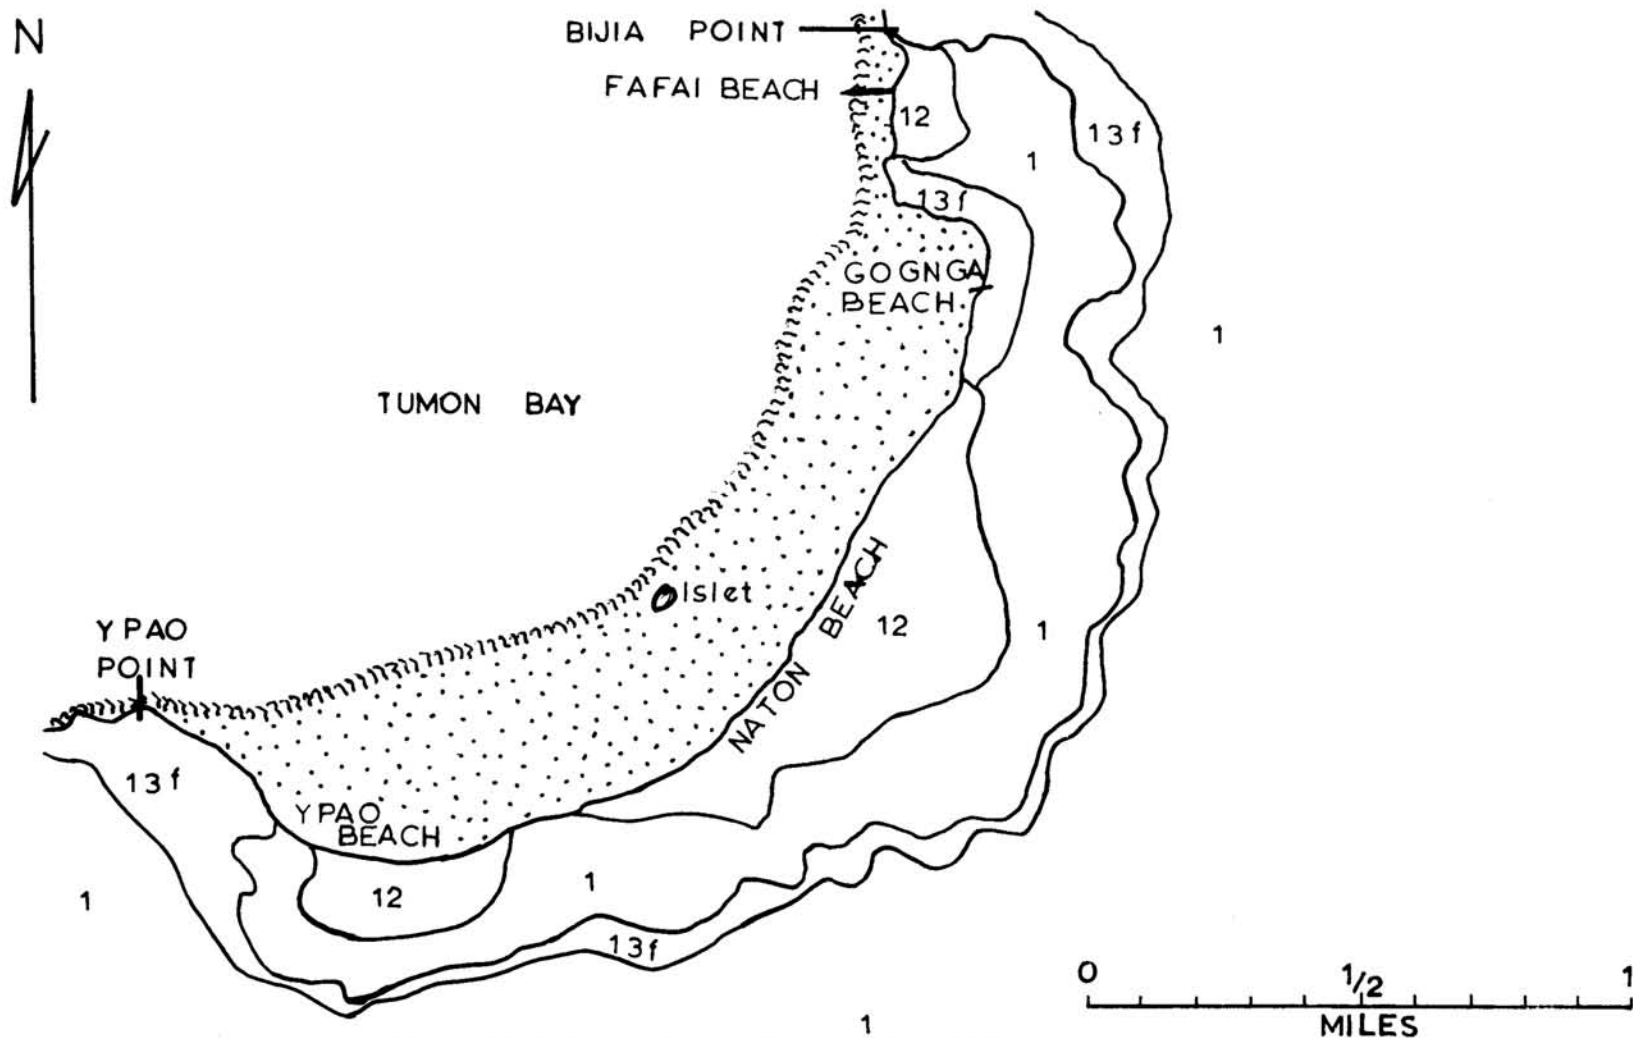 N
BIJIA POINT
FAFAI BEACH
12
13f
1
13f
GOGNGA
BEACH
1
TUMON BAY
Islet
NATON BEACH
12
1
YPAO
POINT
13f
YPAO
BEACH
12
1
1
13f
1
0 1/2 1
MILES